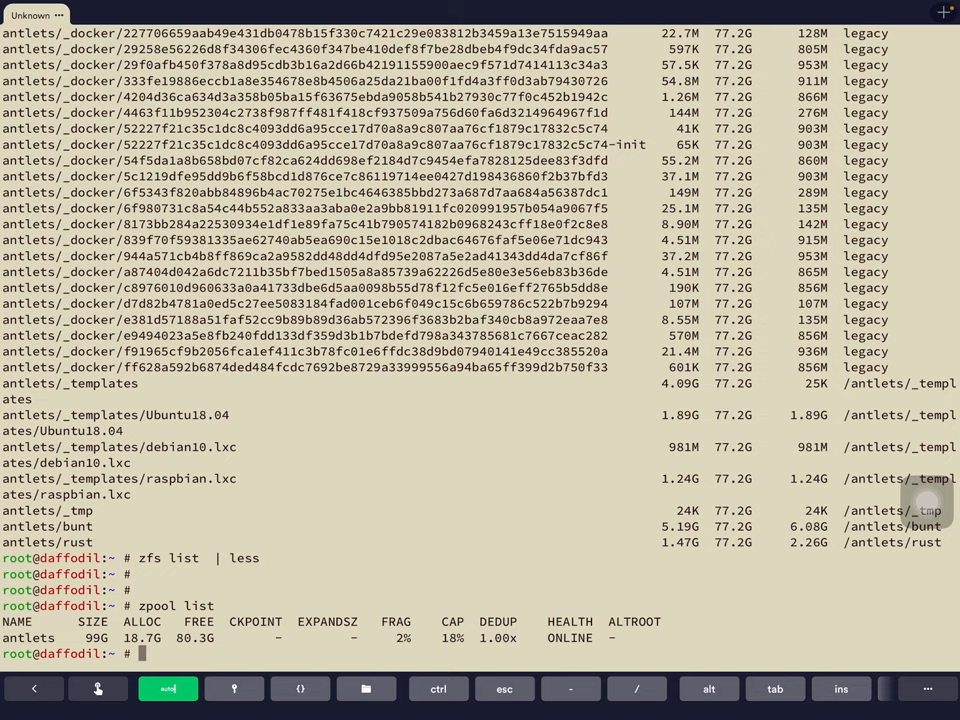 Unknown •••
antlets/_docker/227706659aab49e431db0478b15f330c7421c29e083812b3459a13e7515949aa 22.7M 77.2G 128M legacy
antlets/_docker/29258e56226d8f34306fec4360f347be410def8f7be28dbeb4f9dc34fda9ac57 597K 77.2G 805M legacy
antlets/_docker/29f0afb450f378a8d95cdb3b16a2d66b42191155900aec9f571d7414113c34a3 57.5K 77.2G 953M legacy
antlets/_docker/333fe19886eccb1a8e354678e8b4506a25da21ba00f1fd4a3ff0d3ab79430726 54.8M 77.2G 911M legacy
antlets/_docker/4204d36ca634d3a358b05ba15f63675ebda9058b541b27930c77f0c452b1942c 1.26M 77.2G 866M legacy
antlets/_docker/4463f11b952304c2738f987ff481f418cf937509a756d60fa6d3214964967f1d 144M 77.2G 276M legacy
antlets/_docker/52227f21c35c1dc8c4093dd6a95cce17d70a8a9c807aa76cf1879c17832c5c74 41K 77.2G 903M legacy
antlets/_docker/52227f21c35c1dc8c4093dd6a95cce17d70a8a9c807aa76cf1879c17832c5c74-init 65K 77.2G 903M legacy
antlets/_docker/54f5da1a8b658bd07cf82ca624dd698ef2184d7c9454efa7828125dee83f3dfd 55.2M 77.2G 860M legacy
antlets/_docker/5c1219dfe95dd9b6f58bcd1d876ce7c86119714ee0427d198436860f2b37bfd3 37.1M 77.2G 903M legacy
antlets/_docker/6f5343f820abb84896b4ac70275e1bc4646385bbd273a687d7aa684a56387dc1 149M 77.2G 289M legacy
antlets/_docker/6f980731c8a54c44b552a833aa3aba0e2a9bb81911fc020991957b054a9067f5 25.1M 77.2G 135M legacy
antlets/_docker/8173bb284a22530934e1df1e89fa75c41b790574182b0968243cff18e0f2c8e8 8.90M 77.2G 142M legacy
antlets/_docker/839f70f59381335ae62740ab5ea690c15e1018c2dbac64676faf5e06e71dc943 4.51M 77.2G 915M legacy
antlets/_docker/944a571cb4b8ff869ca2a9582dd48dd4dfd95e2087a5e2ad41343dd4da7cf86f 37.2M 77.2G 953M legacy
antlets/_docker/a87404d042a6dc7211b35bf7bed1505a8a85739a62226d5e80e3e56eb83b36de 4.51M 77.2G 865M legacy
antlets/_docker/c8976010d960633a0a41733dbe6d5aa0098b55d78f12fc5e016eff2765b5dd8e 190K 77.2G 856M legacy
antlets/_docker/d7d82b4781a0ed5c27ee5083184fad001ceb6f049c15c6b659786c522b7b9294 107M 77.2G 107M legacy
antlets/_docker/e381d57188a51faf52cc9b89b89d36ab572396f3683b2baf340cb8a972eaa7e8 8.55M 77.2G 135M legacy
antlets/_docker/e9494023a5e8fb240fdd133df359d3b1b7bdefd798a343785681c7667ceac282 570M 77.2G 856M legacy
antlets/_docker/f91965cf9b2056fca1ef411c3b78fc01e6ffdc38d9bd07940141e49cc385520a 21.4M 77.2G 936M legacy
antlets/_docker/ff628a592b6874ded484fcdc7692be8729a33999556a94ba65ff399d2b750f33 601K 77.2G 856M legacy
antlets/_templates 4.09G 77.2G 25K /antlets/_templ
ates
antlets/_templates/Ubuntu18.04 1.89G 77.2G 1.89G /antlets/_templ
ates/Ubuntu18.04
antlets/_templates/debian10.lxc 981M 77.2G 981M /antlets/_templ
ates/debian10.lxc
antlets/_templates/raspbian.lxc 1.24G 77.2G 1.24G /antlets/_templ
ates/raspbian.lxc
antlets/_tmp 24K 77.2G 24K /antlets/_tmp
antlets/bunt 5.19G 77.2G 6.08G /antlets/bunt
antlets/rust 1.47G 77.2G 2.26G /antlets/rust
root@daffodil:~ # zfs list  | less
root@daffodil:~ #
root@daffodil:~ #
root@daffodil:~ # zpool list
NAME SIZE ALLOC FREE CKPOINT EXPANDSZ FRAG CAP DEDUP HEALTH ALTROOT
antlets 99G 18.7G 80.3G - - 2% 18% 1.00x ONLINE -
root@daffodil:~ #
auto ctrl esc - / alt tab ins •••